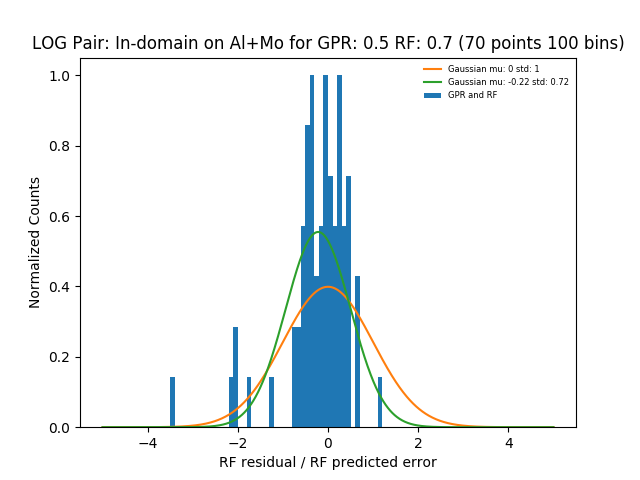 LOG Pair: In-domain on Al+Mo for GPR: 0.5 RF: 0.7 (70 points 100 bins)
Gaussian mu: 0 std: 1
Gaussian mu: -0.22 std: 0.72
GPR and RF
Normalized Counts
1.0
0.8
0.6
0.4
0.2
0.0
−4 −2 0 2 4
RF residual / RF predicted error